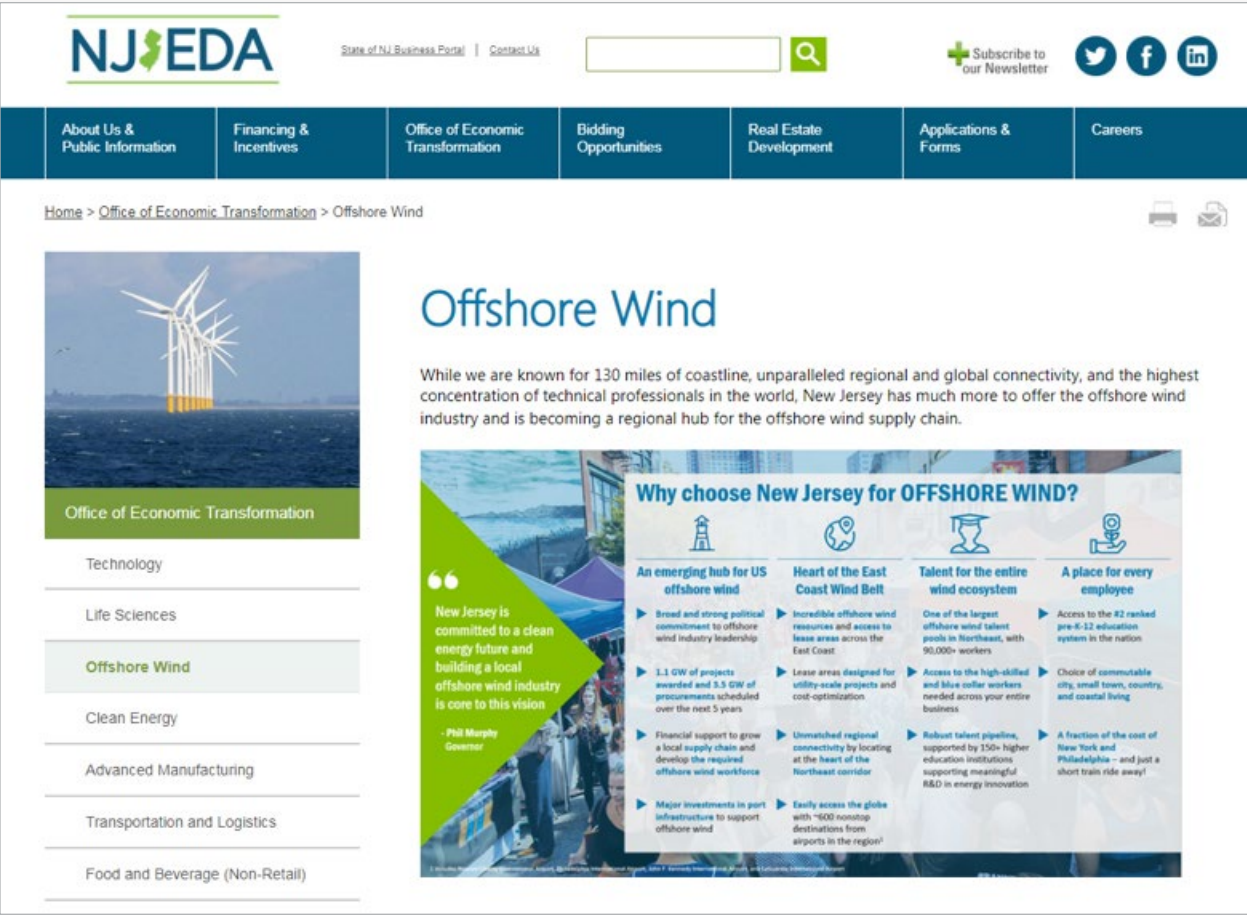 NJEDA
State of NJ Business Portal | Contact Us
Subscribe to
our Newsletter
About Us &
Public Information
Financing &
Incentives
Office of Economic
Transformation
Bidding
Opportunities
Real Estate
Development
Applications &
Forms
Careers
Home > Office of Economic Transformation > Offshore Wind
Office of Economic Transformation
Technology
Life Sciences
Offshore Wind
Clean Energy
Advanced Manufacturing
Transportation and Logistics
Food and Beverage (Non-Retail)
Offshore Wind
While we are known for 130 miles of coastline, unparalleled regional and global connectivity, and the highest
concentration of technical professionals in the world, New Jersey has much more to offer the offshore wind
industry and is becoming a regional hub for the offshore wind supply chain.
New Jersey is
committed to a clean
energy future and
building a local
offshore wind industry
is core to this vision
- Phil Murphy
Governor
Why choose New Jersey for OFFSHORE WIND?
An emerging hub for US
offshore wind
Broad and strong political
commitment to offshore
wind industry leadership
1.1 GW of projects
awarded and 3.5 GW of
procurements scheduled
over the next 5 years
Financial support to grow
a local supply chain and
develop the required
offshore wind workforce
Major investments in port
infrastructure to support
offshore wind
Heart of the East
Coast Wind Belt
Incredible offshore wind
resources and access to
lease areas across the
East Coast
Lease areas designed for
utility-scale projects and
cost-optimization
Unmatched regional
connectivity by locating
at the heart of the
Northeast corridor
Easily access the globe
with ~600 nonstop
destinations from
airports in the region¹
Talent for the entire
wind ecosystem
One of the largest
offshore wind talent
pools in Northeast, with
90,000+ workers
Access to the high-skilled
and blue collar workers
needed across your entire
business
Robust talent pipeline,
supported by 150+ higher
education institutions
supporting meaningful
R&D in energy innovation
A place for every
employee
Access to the #2 ranked
pre-K-12 education
system in the nation
Choice of commutable
city, small town, country,
and coastal living
A fraction of the cost of
New York and
Philadelphia – and just a
short train ride away!